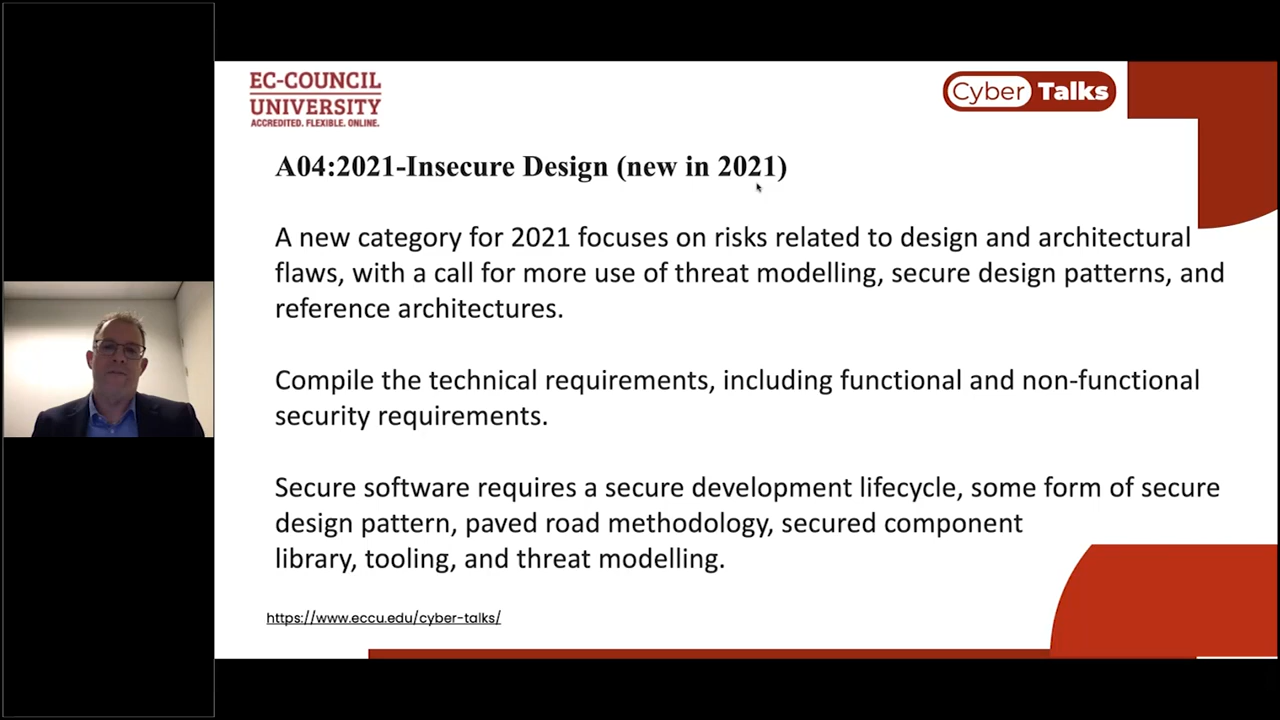 EC-COUNCIL
UNIVERSITY
ACCREDITED. FLEXIBLE. ONLINE.
Cyber Talks
A04:2021-Insecure Design (new in 2021)
A new category for 2021 focuses on risks related to design and architectural
flaws, with a call for more use of threat modelling, secure design patterns, and
reference architectures.
Compile the technical requirements, including functional and non-functional
security requirements.
Secure software requires a secure development lifecycle, some form of secure
design pattern, paved road methodology, secured component
library, tooling, and threat modelling.
https://www.eccu.edu/cyber-talks/